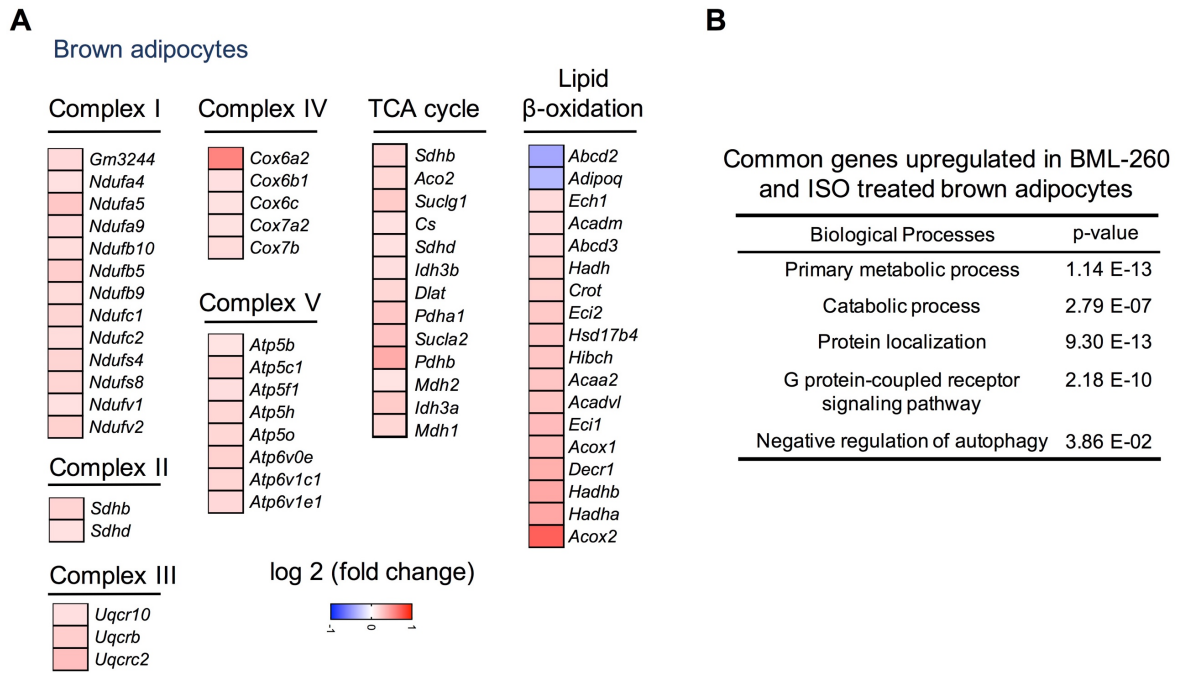 A
Brown adipocytes
Complex I
Gm3244
Ndufa4
Ndufa5
Ndufa9
Ndufb10
Ndufb5
Ndufb9
Ndufc1
Ndufc2
Ndufs4
Ndufs8
Ndufv1
Ndufv2
Complex II
Sdhb
Sdhd
Complex III
Uqcr10
Uqcrb
Uqcrc2
Complex IV
Cox6a2
Cox6b1
Cox6c
Cox7a2
Cox7b
Complex V
Atp5b
Atp5c1
Atp5f1
Atp5h
Atp5o
Atp6v0e
Atp6v1c1
Atp6v1e1
TCA cycle
Sdhb
Aco2
Suclg1
Cs
Sdhd
Idh3b
Dlat
Pdha1
Sucla2
Pdhb
Mdh2
Idh3a
Mdh1
Lipid
β-oxidation
Abcd2
Adipoq
Ech1
Acadm
Abcd3
Hadh
Crot
Eci2
Hsd17b4
Hibch
Acaa2
Acadvl
Eci1
Acox1
Decr1
Hadhb
Hadha
Acox2
log 2 (fold change)
-1 0 1
B
Common genes upregulated in BML-260
and ISO treated brown adipocytes
Biological Processes p-value
Primary metabolic process 1.14 E-13
Catabolic process 2.79 E-07
Protein localization 9.30 E-13
G protein-coupled receptor 2.18 E-10
signaling pathway
Negative regulation of autophagy 3.86 E-02